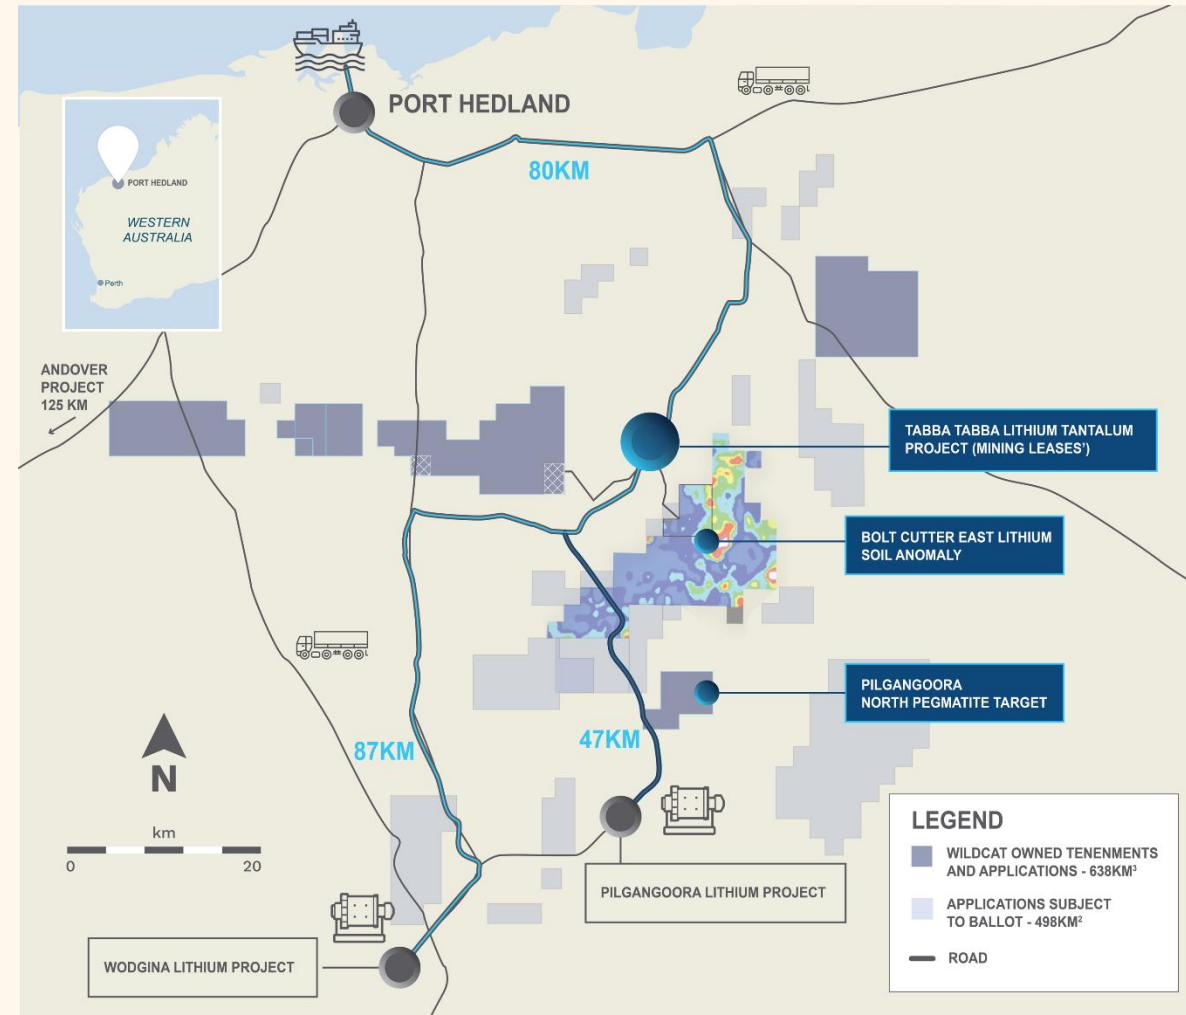 PORT HEDLAND
80KM
PORT HEDLAND
WESTERN
AUSTRALIA
Perth
ANDOVER
PROJECT
125 KM
TABBA TABBA LITHIUM TANTALUM
PROJECT (MINING LEASES')
BOLT CUTTER EAST LITHIUM
SOIL ANOMALY
PILGANGOORA
NORTH PEGMATITE TARGET
87KM
47KM
N
km
0 20
PILGANGOORA LITHIUM PROJECT
WODGINA LITHIUM PROJECT
LEGEND
WILDCAT OWNED TENENMENTS
AND APPLICATIONS - 638KM³
APPLICATIONS SUBJECT
TO BALLOT - 498KM²
ROAD